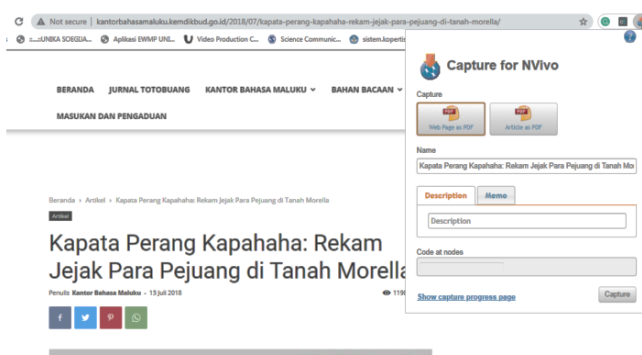 Not secure | kantorbahasamaluku.kemdikbud.go.id/2018/07/kapata-perang-kapahaha-rekam-jejak-para-pejuang-di-tanah-morella/
Aplikasi EWMP UNI... Video Production C... Science Communic...
Capture for NVivo
Capture
Web Page as PDF Article as PDF
Name
Kapata Perang Kapahaha: Rekam Jejak Para Pejuang di Tanah Mor
Description Memo
Description
Code at nodes
Show capture progress page Capture
BERANDA JURNAL TOTOBUANG KANTOR BAHASA MALUKU BAHAN BACAAN
MASUKAN DAN PENGADUAN
Beranda › Artikel › Kapata Perang Kapahaha: Rekam Jejak Para Pejuang di Tanah Morella
Artikel
Kapata Perang Kapahaha: Rekam
Jejak Para Pejuang di Tanah Morella
Penulis Kantor Bahasa Maluku - 13 Juli 2018